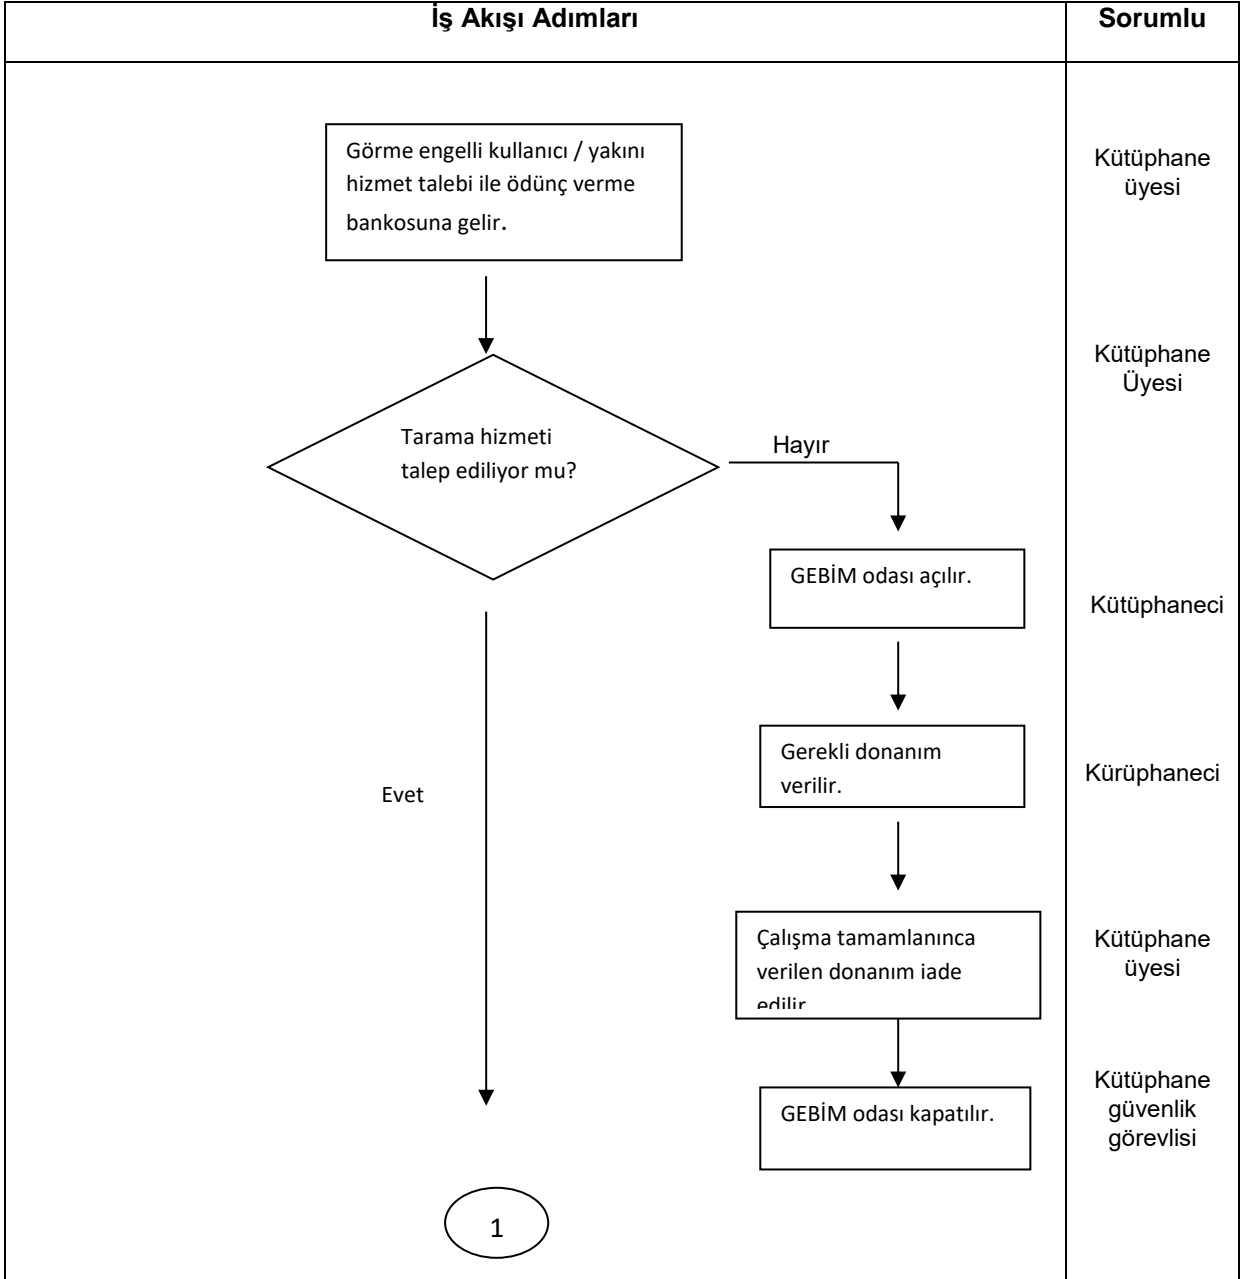 İş Akışı Adımları
Sorumlu
Görme engelli kullanıcı / yakını
hizmet talebi ile ödünç verme
bankosuna gelir.
Kütüphane
üyesi
Tarama hizmeti
talep ediliyor mu?
Kütüphane
Üyesi
Hayır
GEBİM odası açılır.
Kütüphaneci
Gerekli donanım
verilir.
Kürüphaneci
Evet
Çalışma tamamlanınca
verilen donanım iade
edilir
Kütüphane
üyesi
GEBİM odası kapatılır.
Kütüphane
güvenlik
görevlisi
1